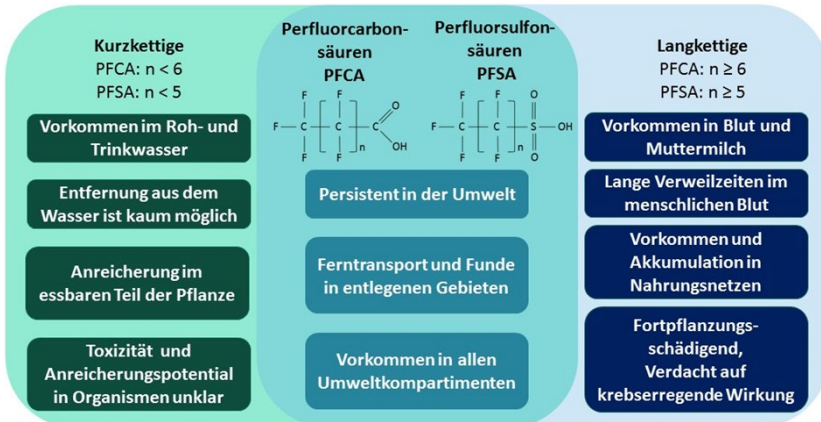 Kurzkettige
PFCA: n < 6
PFSA: n < 5
Vorkommen im Roh- und
Trinkwasser
Entfernung aus dem
Wasser ist kaum möglich
Anreicherung im
essbaren Teil der Pflanze
Toxizität und
Anreicherungspotential
in Organismen unklar
Perfluorcarbon-
säuren
PFCA
F F
F C C C O
F F n OH
Perfluorsulfon-
säuren
PFSA
F F O
F C C S OH
F F n O
Persistent in der Umwelt
Ferntransport und Funde
in entlegenen Gebieten
Vorkommen in allen
Umweltkompartimenten
Langkettige
PFCA: n ≥ 6
PFSA: n ≥ 5
Vorkommen in Blut und
Muttermilch
Lange Verweilzeiten im
menschlichen Blut
Vorkommen und
Akkumulation in
Nahrungsnetzen
Fortpflanzungs-
schädigend,
Verdacht auf
krebserregende Wirkung